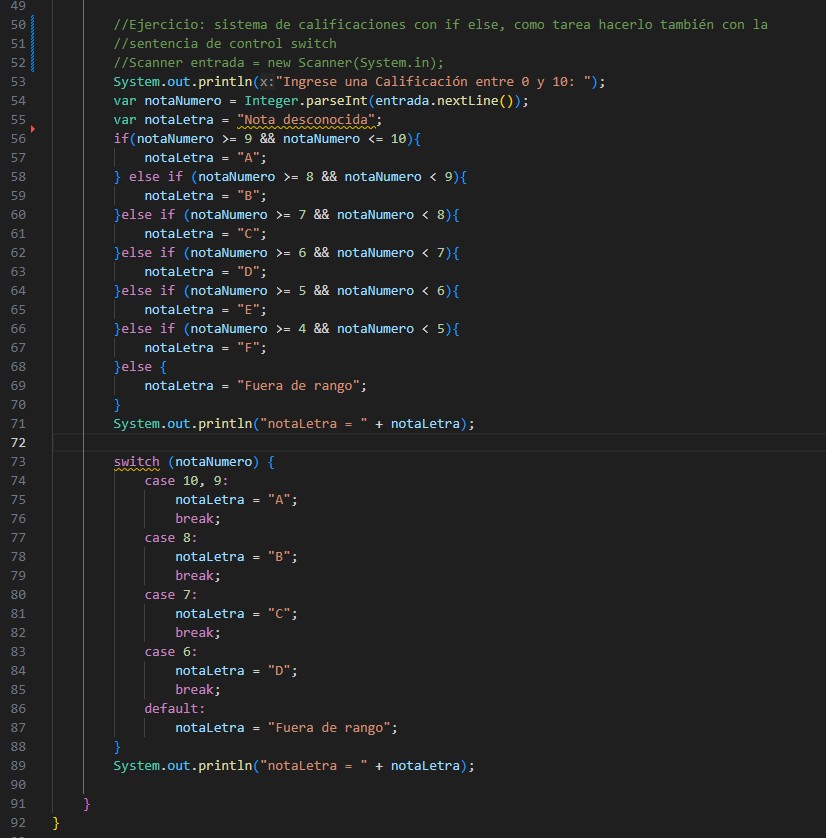 49
50 //Ejercicio: sistema de calificaciones con if else, como tarea hacerlo también con la
51 //sentencia de control switch
52 //Scanner entrada = new Scanner(System.in);
53 System.out.println(x:"Ingrese una Calificación entre 0 y 10: ");
54 var notaNumero = Integer.parseInt(entrada.nextLine());
55 var notaLetra = "Nota desconocida";
56 if(notaNumero >= 9 && notaNumero <= 10){
57 notaLetra = "A";
58 } else if (notaNumero >= 8 && notaNumero < 9){
59 notaLetra = "B";
60 }else if (notaNumero >= 7 && notaNumero < 8){
61 notaLetra = "C";
62 }else if (notaNumero >= 6 && notaNumero < 7){
63 notaLetra = "D";
64 }else if (notaNumero >= 5 && notaNumero < 6){
65 notaLetra = "E";
66 }else if (notaNumero >= 4 && notaNumero < 5){
67 notaLetra = "F";
68 }else {
69 notaLetra = "Fuera de rango";
70 }
71 System.out.println("notaLetra = " + notaLetra);
72
73 switch (notaNumero) {
74 case 10, 9:
75 notaLetra = "A";
76 break;
77 case 8:
78 notaLetra = "B";
79 break;
80 case 7:
81 notaLetra = "C";
82 break;
83 case 6:
84 notaLetra = "D";
85 break;
86 default:
87 notaLetra = "Fuera de rango";
88 }
89 System.out.println("notaLetra = " + notaLetra);
90
91 }
92 }